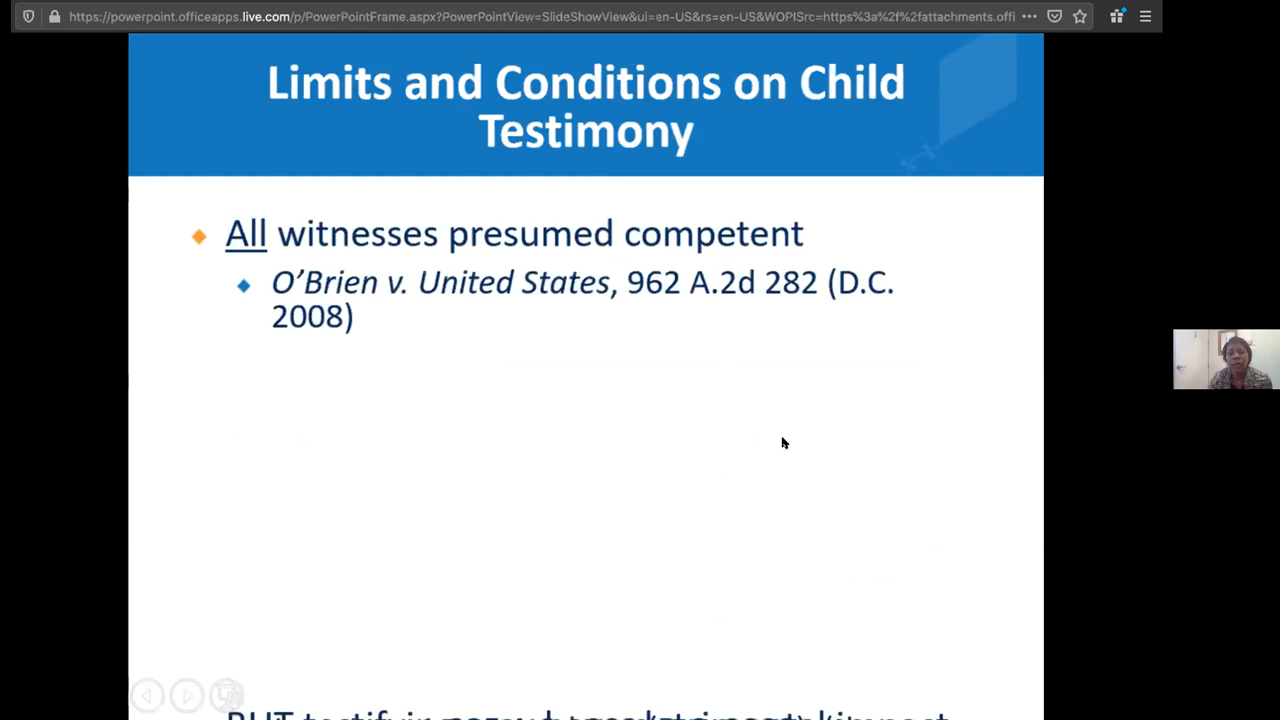 https://powerpoint.officeapps.live.com/p/PowerPointFrame.aspx?PowerPointView=SlideShowView&ui=en-US&rs=en-US&WOPISrc=https%3a%2f%2fattachments.offi
Limits and Conditions on Child
Testimony
All witnesses presumed competent
O’Brien v. United States, 962 A.2d 282 (D.C.
2008)
BUT